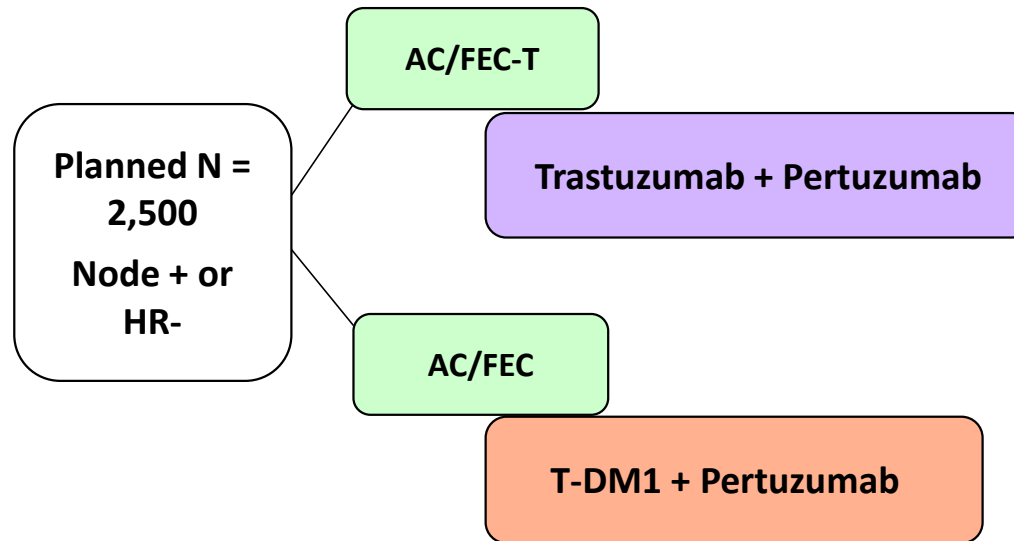 AC/FEC-T
Trastuzumab + Pertuzumab
Planned N =
2,500
Node + or
HR-
AC/FEC
T-DM1 + Pertuzumab